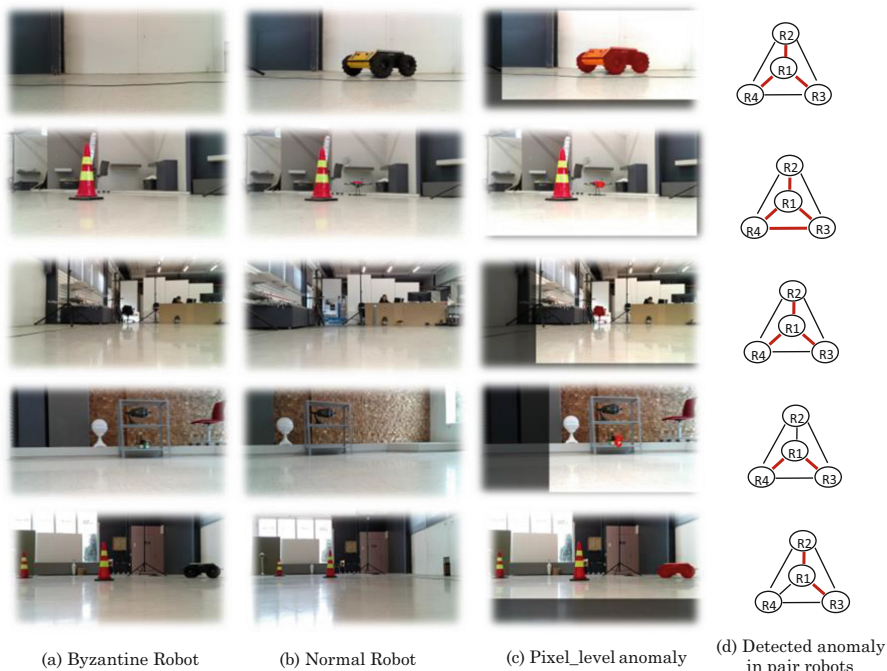 R2
R1
R4 R3
R2
R1
R4 R3
R2
R1
R4 R3
R2
R1
R4 R3
R2
R1
R4 R3
(a) Byzantine Robot (b) Normal Robot (c) Pixel_level anomaly (d) Detected anomaly
in pair robots